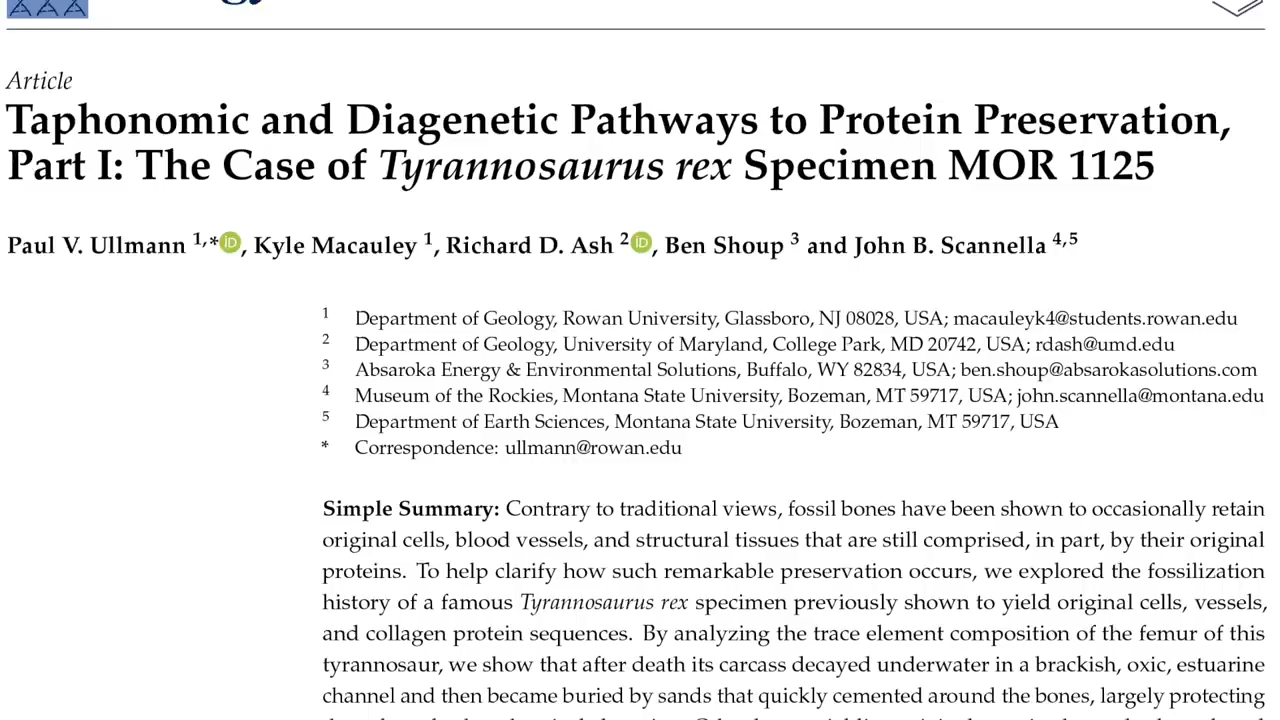 Article
Taphonomic and Diagenetic Pathways to Protein Preservation,
Part I: The Case of Tyrannosaurus rex Specimen MOR 1125
Paul V. Ullmann 1,* iD, Kyle Macauley 1, Richard D. Ash 2 iD, Ben Shoup 3 and John B. Scannella 4,5
1 Department of Geology, Rowan University, Glassboro, NJ 08028, USA; macauleyk4@students.rowan.edu
2 Department of Geology, University of Maryland, College Park, MD 20742, USA; rdash@umd.edu
3 Absaroka Energy & Environmental Solutions, Buffalo, WY 82834, USA; ben.shoup@absarokasolutions.com
4 Museum of the Rockies, Montana State University, Bozeman, MT 59717, USA; john.scannella@montana.edu
5 Department of Earth Sciences, Montana State University, Bozeman, MT 59717, USA
* Correspondence: ullmann@rowan.edu
Simple Summary: Contrary to traditional views, fossil bones have been shown to occasionally retain
original cells, blood vessels, and structural tissues that are still comprised, in part, by their original
proteins. To help clarify how such remarkable preservation occurs, we explored the fossilization
history of a famous Tyrannosaurus rex specimen previously shown to yield original cells, vessels,
and collagen protein sequences. By analyzing the trace element composition of the femur of this
tyrannosaur, we show that after death its carcass decayed underwater in a brackish, oxic, estuarine
channel and then became buried by sands that quickly cemented around the bones, largely protecting